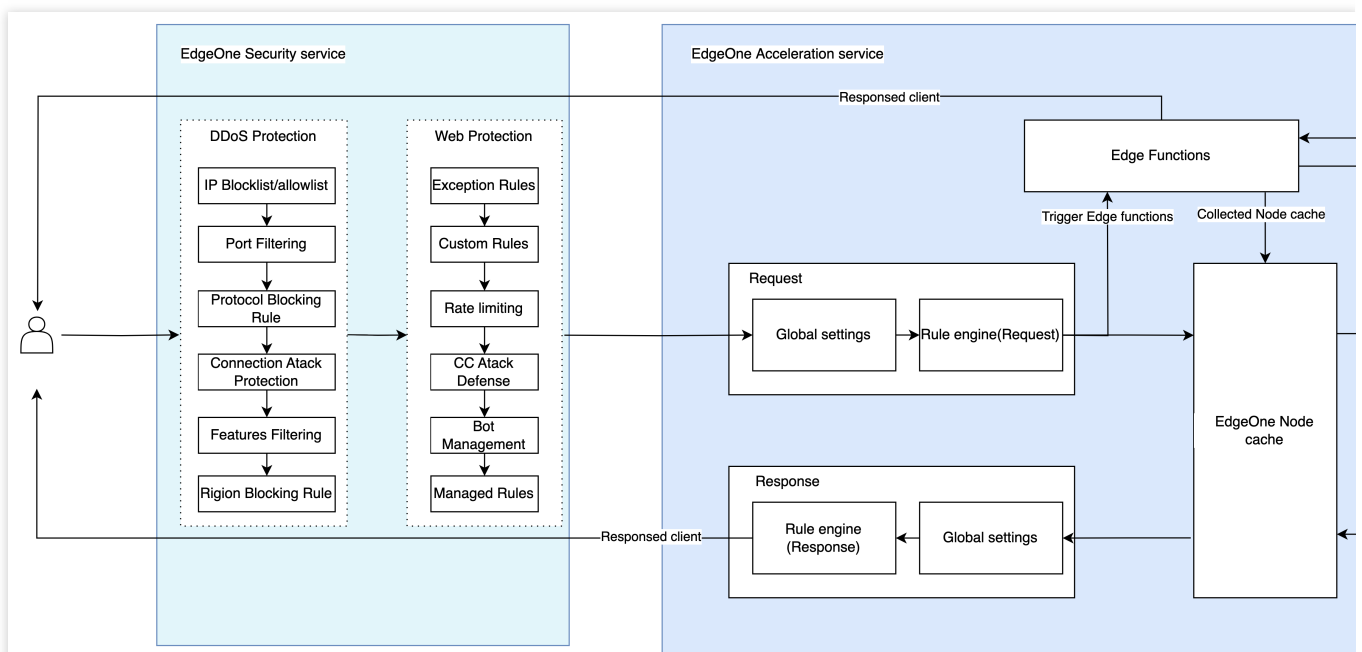 EdgeOne Security service
EdgeOne Acceleration service
Responsed client
DDoS Protection
IP Blocklist/allowlist
Port Filtering
Protocol Blocking
Rule
Connection Atack
Protection
Features Filtering
Rigion Blocking Rule
Web Protection
Exception Rules
Custom Rules
Rate limiting
CC Atack
Defense
Bot
Management
Managed Rules
Edge Functions
Trigger Edge functions
Collected Node cache
Request
Global settings
Rule engine(Request)
EdgeOne Node
cache
Response
Rule engine
(Response)
Global settings
Responsed client